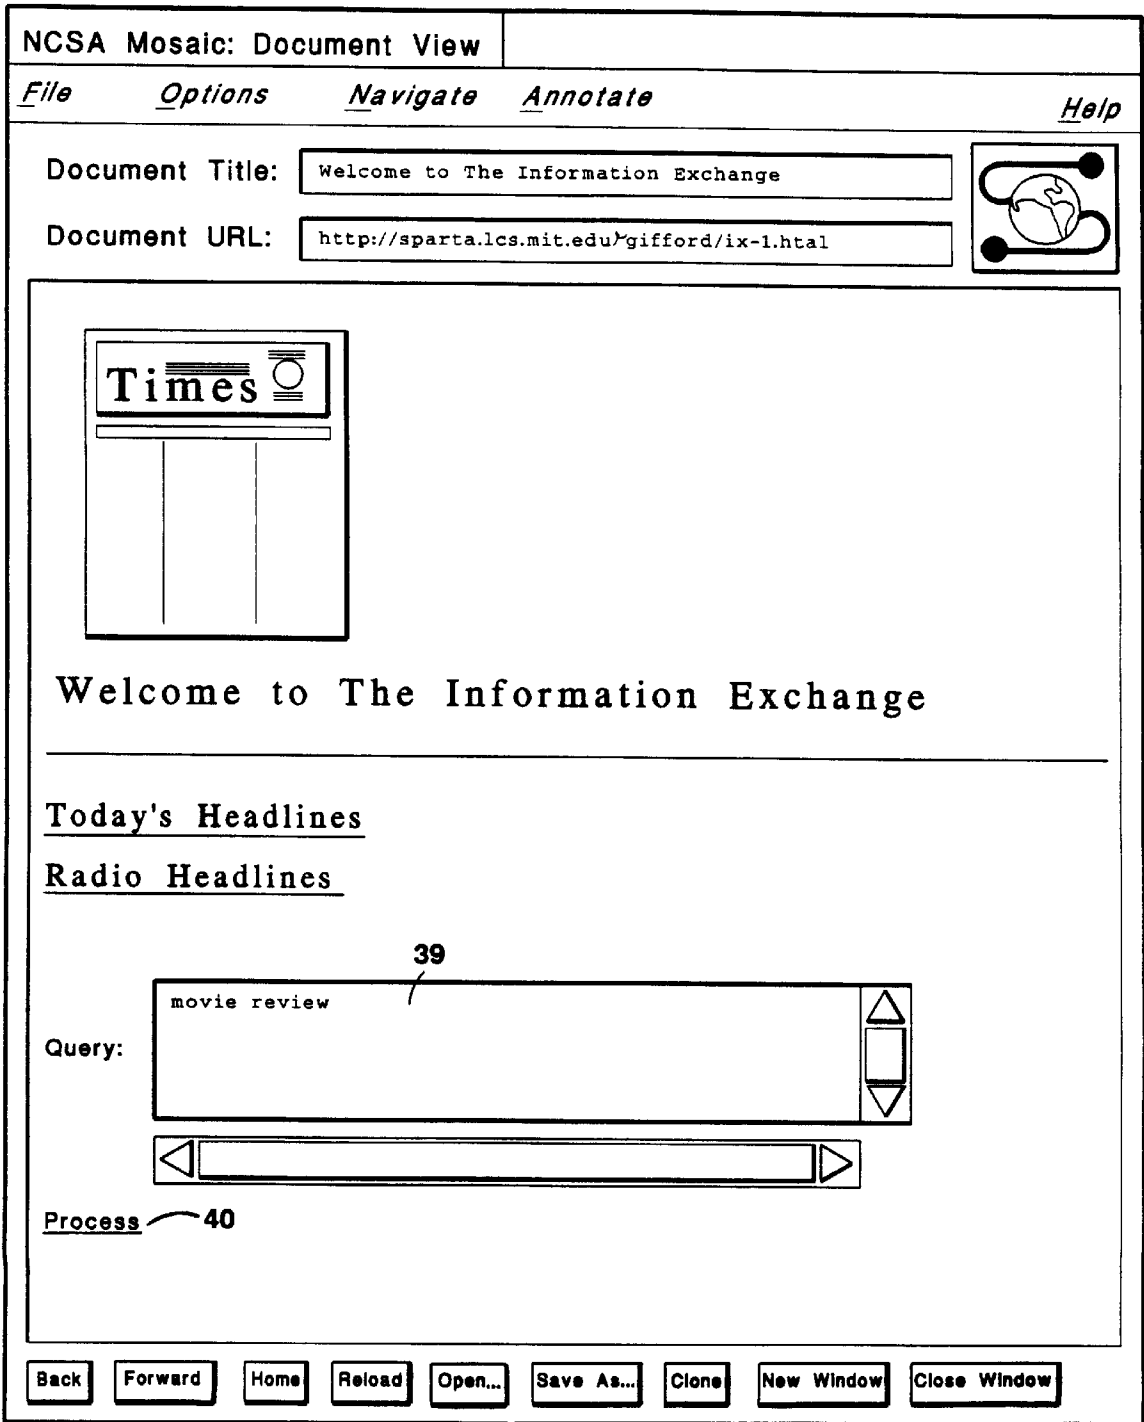 NCSA Mosaic: Document View
File Options Navigate Annotate Help
Document Title: Welcome to The Information Exchange
Document URL: http://sparta.lcs.mit.edu/~gifford/ix-1.htal
Times
Welcome to The Information Exchange
Today's Headlines
Radio Headlines
39
movie review
Query:
Process 40
Back Forward Home Reload Open... Save As... Clone New Window Close Window